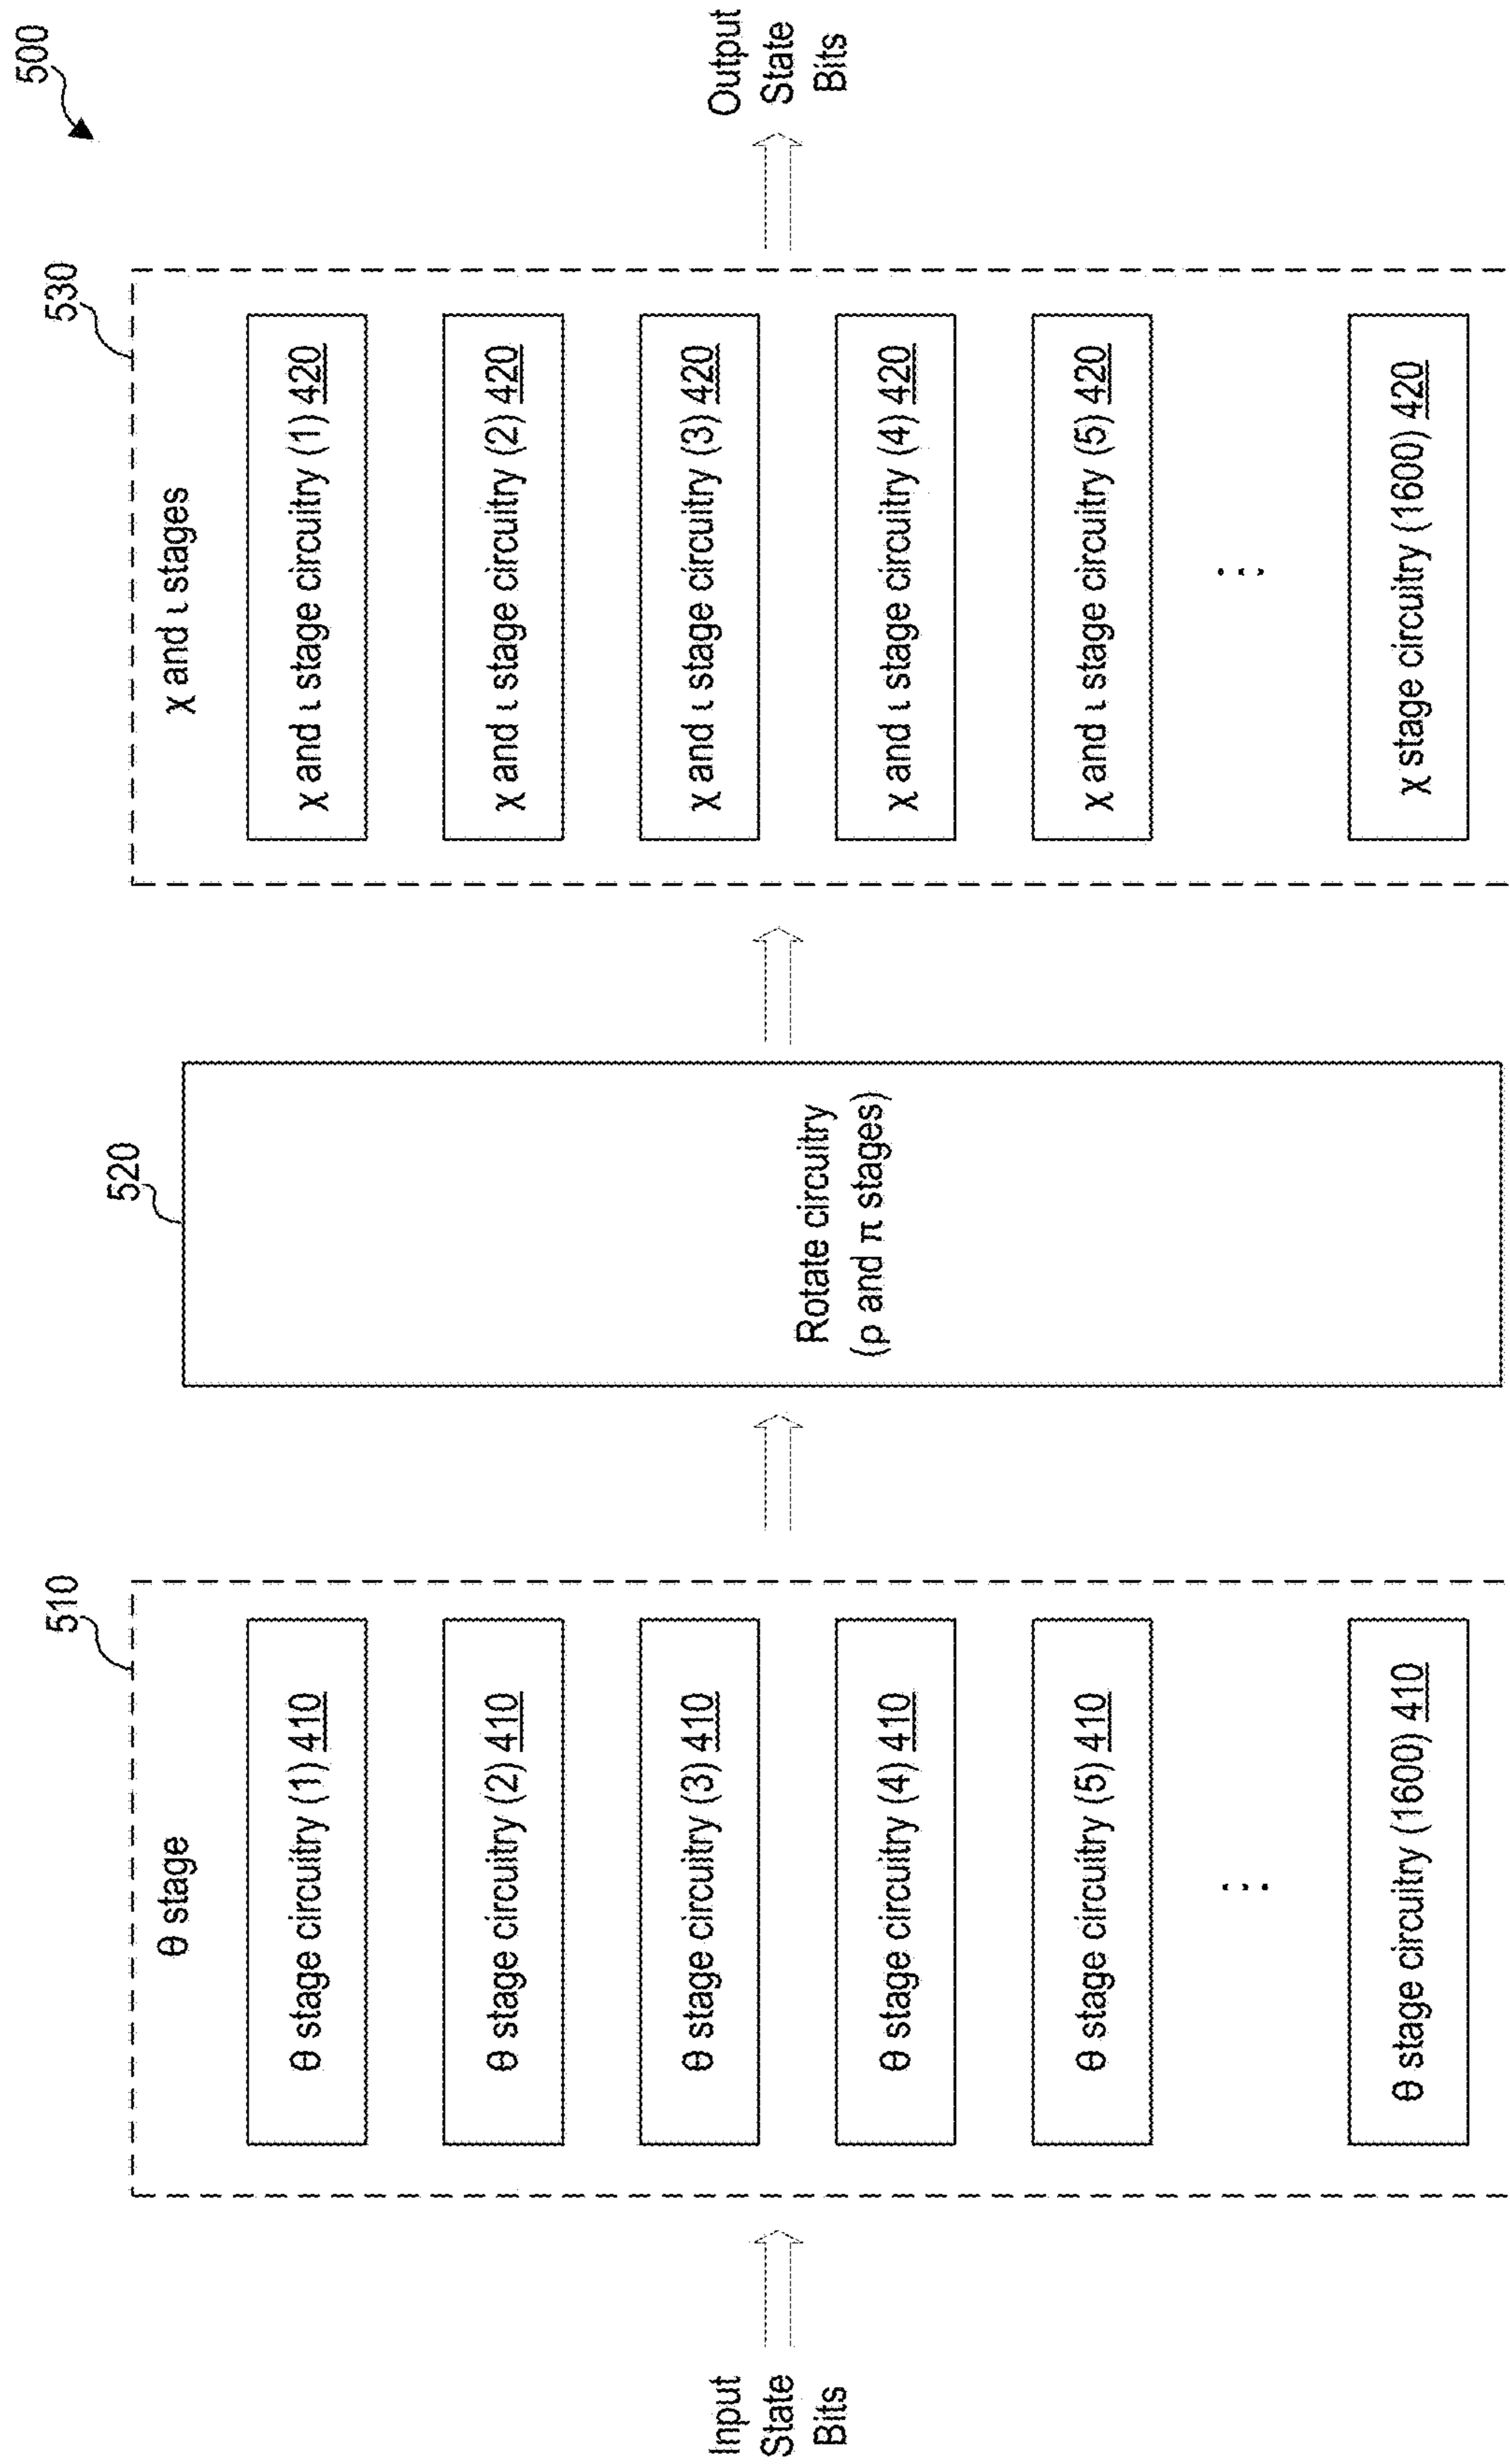 500
Input
State
Bits
510
θ stage
θ stage circuitry (1) 410
θ stage circuitry (2) 410
θ stage circuitry (3) 410
θ stage circuitry (4) 410
θ stage circuitry (5) 410
...
θ stage circuitry (1600) 410
520
Rotate circuitry
(ρ and π stages)
530
χ and ι stages
χ and ι stage circuitry (1) 420
χ and ι stage circuitry (2) 420
χ and ι stage circuitry (3) 420
χ and ι stage circuitry (4) 420
χ and ι stage circuitry (5) 420
...
χ stage circuitry (1600) 420
Output
State
Bits